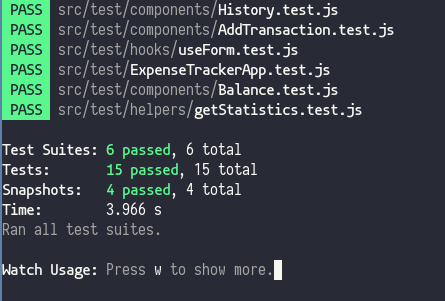 PASS src/test/components/History.test.js
PASS src/test/components/AddTransaction.test.js
PASS src/test/hooks/useForm.test.js
PASS src/test/ExpenseTrackerApp.test.js
PASS src/test/components/Balance.test.js
PASS src/test/helpers/getStatistics.test.js
Test Suites: 6 passed, 6 total
Tests: 15 passed, 15 total
Snapshots: 4 passed, 4 total
Time: 3.966 s
Ran all test suites.
Watch Usage: Press w to show more.